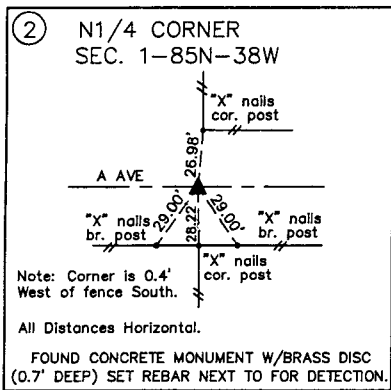 2 N1/4 CORNER
SEC. 1-85N-38W
"X" nails
cor. post
26.98'
A AVE
29.00'
28.22'
29.00'
"X" nails
br. post
"X" nails
br. post
"X" nails
cor. post
Note: Corner is 0.4'
West of fence South.
All Distances Horizontal.
FOUND CONCRETE MONUMENT W/BRASS DISC
(0.7' DEEP) SET REBAR NEXT TO FOR DETECTION.